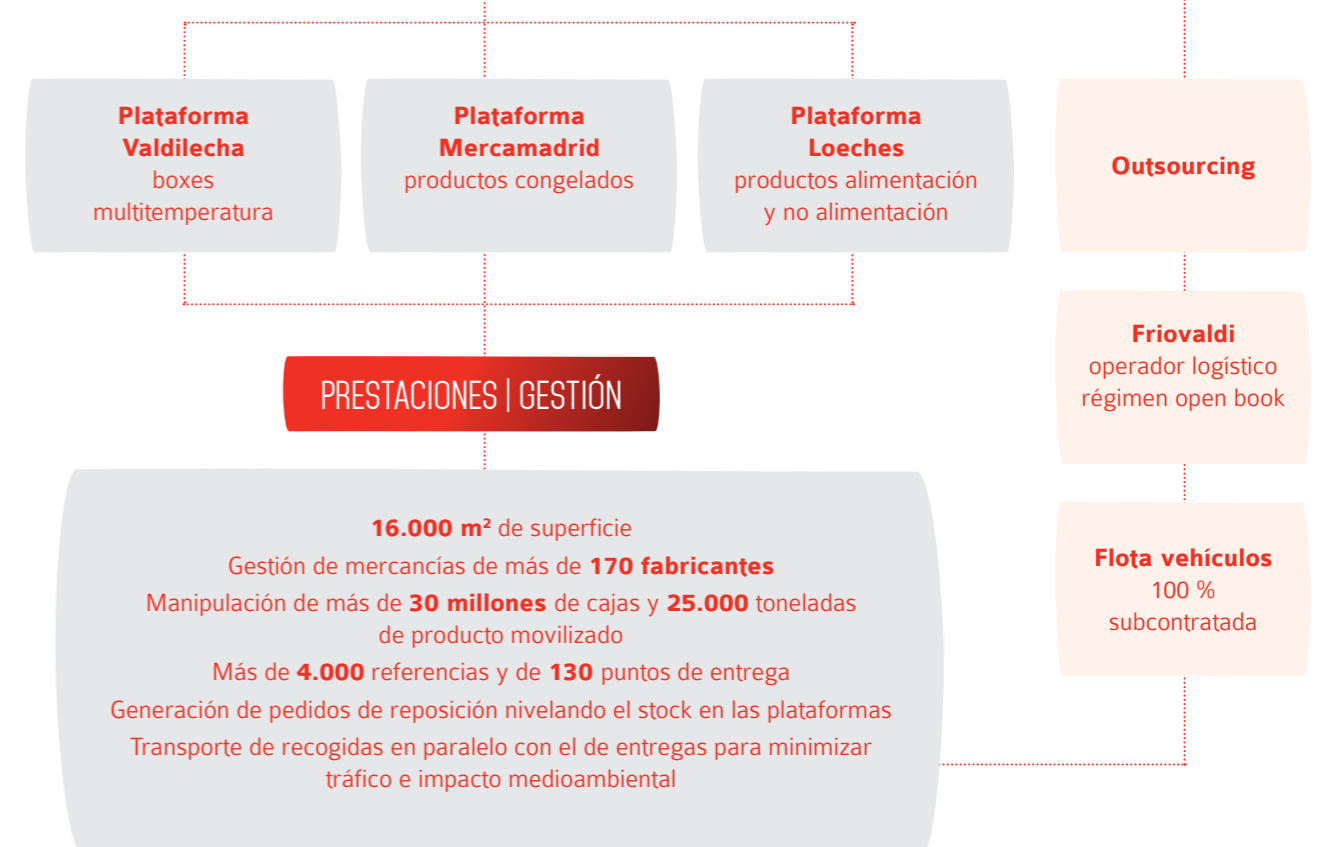 Plataforma
Valdilecha
boxes
multitemperatura
Plataforma
Mercamadrid
productos congelados
Plataforma
Loeches
productos alimentación
y no alimentación
Outsourcing
Friovaldi
operador logístico
régimen open book
PRESTACIONES | GESTIÓN
16.000 m² de superficie
Gestión de mercancías de más de 170 fabricantes
Manipulación de más de 30 millones de cajas y 25.000 toneladas
de producto movilizado
Más de 4.000 referencias y de 130 puntos de entrega
Generación de pedidos de reposición nivelando el stock en las plataformas
Transporte de recogidas en paralelo con el de entregas para minimizar
tráfico e impacto medioambiental
Flota vehículos
100 %
subcontratada